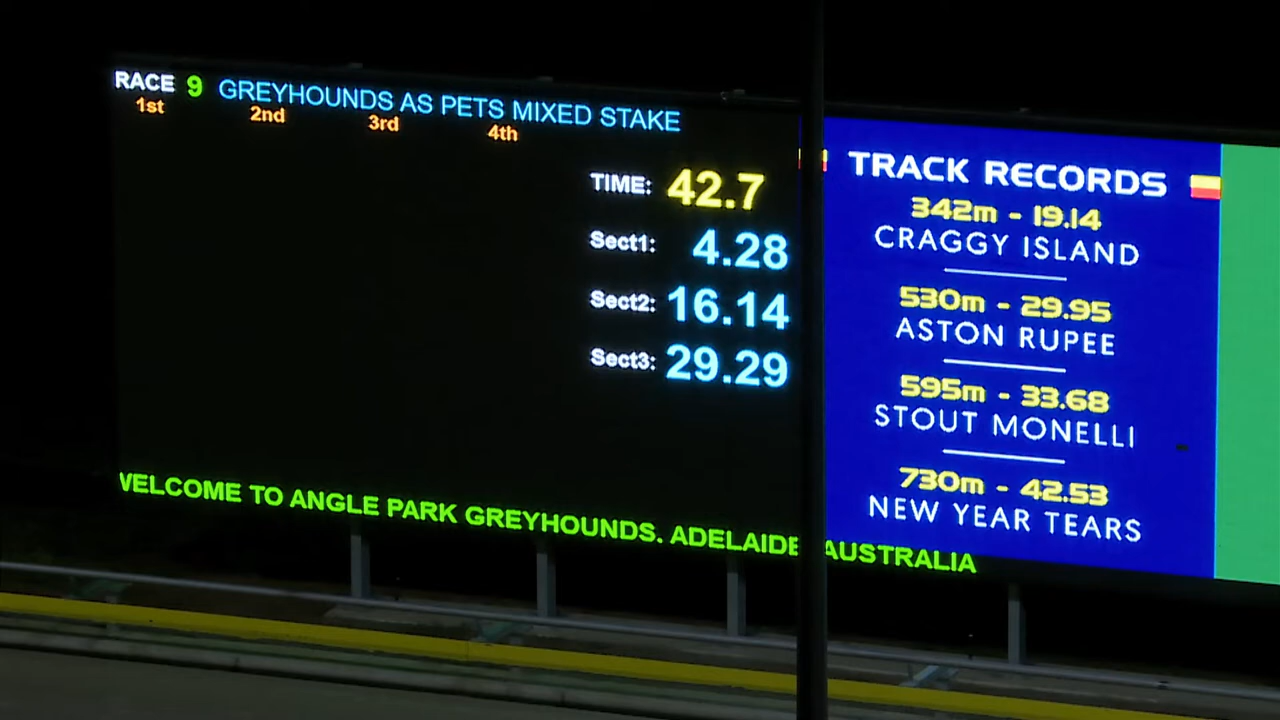 RACE 9 GREYHOUNDS AS PETS MIXED STAKE
1st 2nd 3rd 4th
TIME: 42.7
Sect1: 4.28
Sect2: 16.14
Sect3: 29.29
TRACK RECORDS
342m - 19.14
CRAGGY ISLAND
530m - 29.95
ASTON RUPEE
595m - 33.68
STOUT MONELLI
730m - 42.53
NEW YEAR TEARS
WELCOME TO ANGLE PARK GREYHOUNDS. ADELAIDE AUSTRALIA